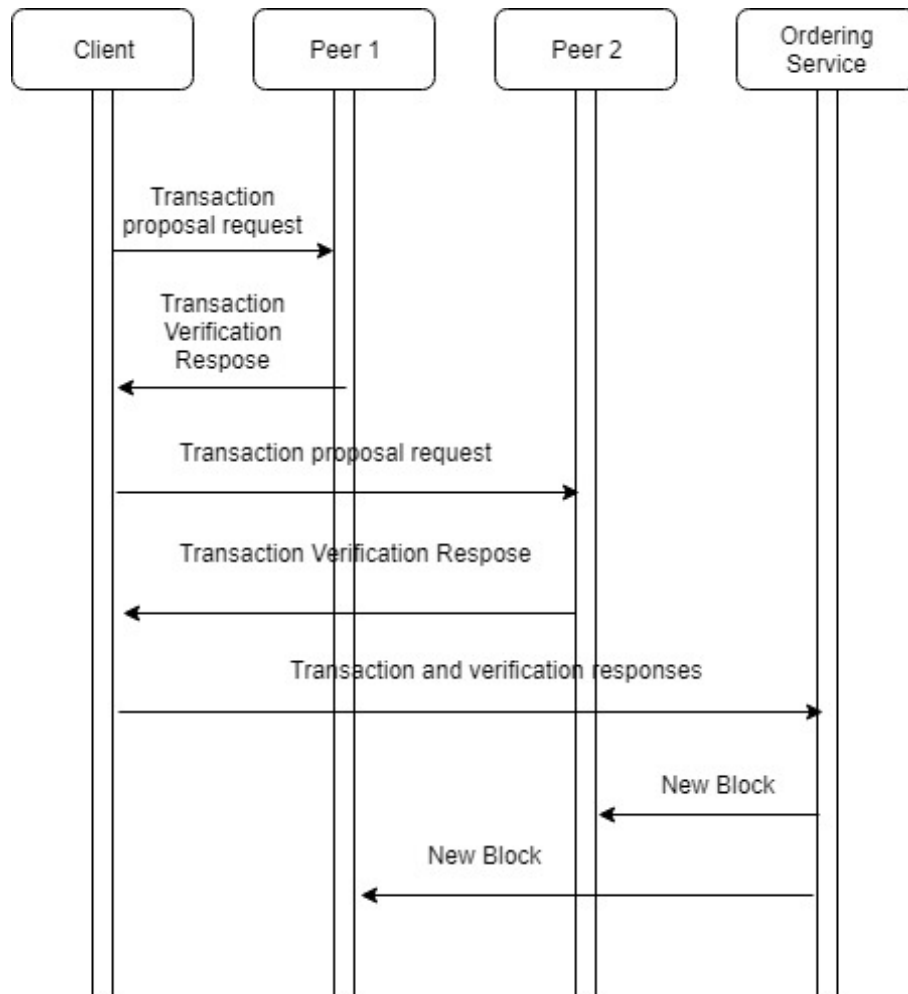 Client
Peer 1
Peer 2
Ordering
Service
Transaction
proposal request
Transaction
Verification
Respose
Transaction proposal request
Transaction Verification Respose
Transaction and verification responses
New Block
New Block